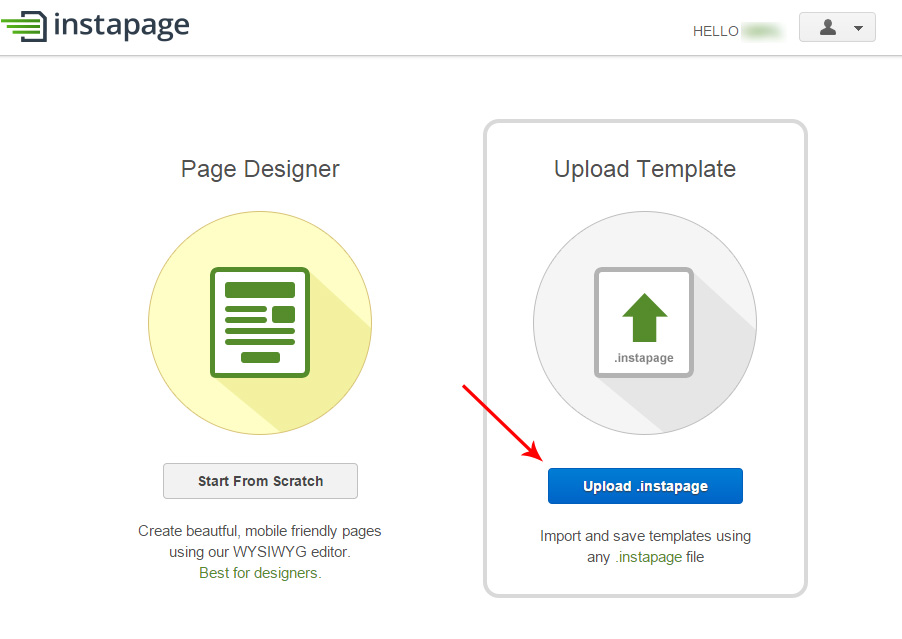 instapage
HELLO
Page Designer
Start From Scratch
Create beautful, mobile friendly pages
using our WYSIWYG editor.
Best for designers.
Upload Template
.instapage
Upload .instapage
Import and save templates using
any .instapage file